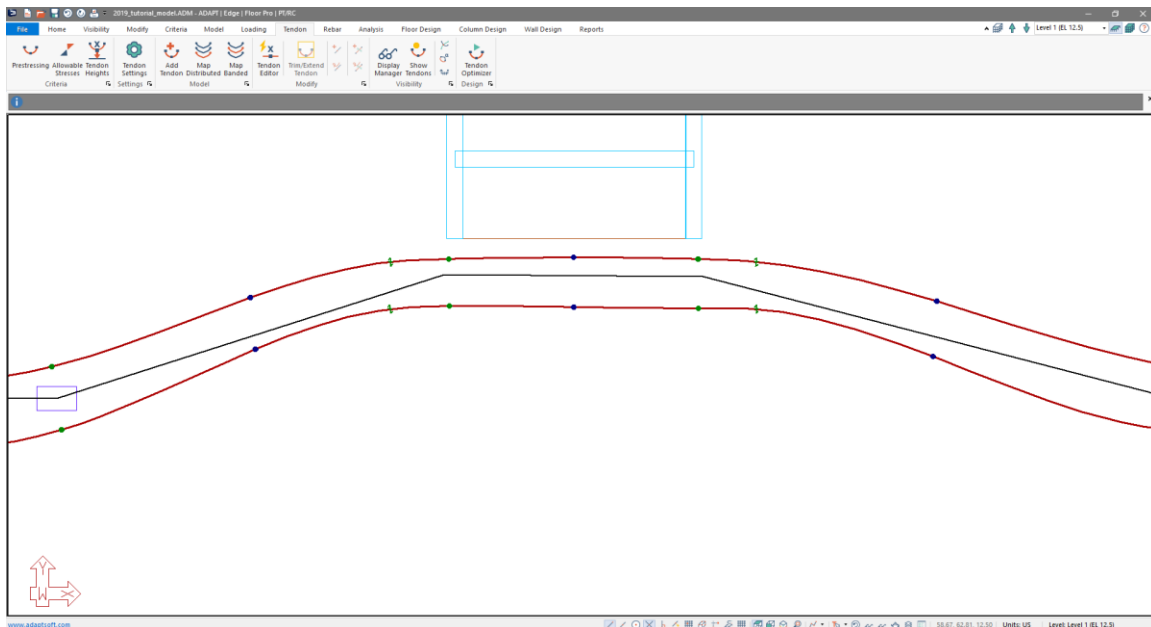 2019_tutorial_model.ADM - ADAPT | Edge | Floor Pro | PT/RC
File Home Visibility Modify Criteria Model Loading Tendon Rebar Analysis Floor Design Column Design Wall Design Reports
Level 1 (EL 12.5)
Prestressing Allowable Stresses Tendon Heights
Tendon Settings
Add Tendon Map Distributed Map Banded
Tendon Editor Trim/Extend Tendon
Display Manager Show Tendons
Tendon Optimizer
Criteria Settings Model Modify Visibility Design
Y
W X
www.adaptsoft.com
58.67, 62.81, 12.50 Units: US Level: Level 1 (EL 12.5)